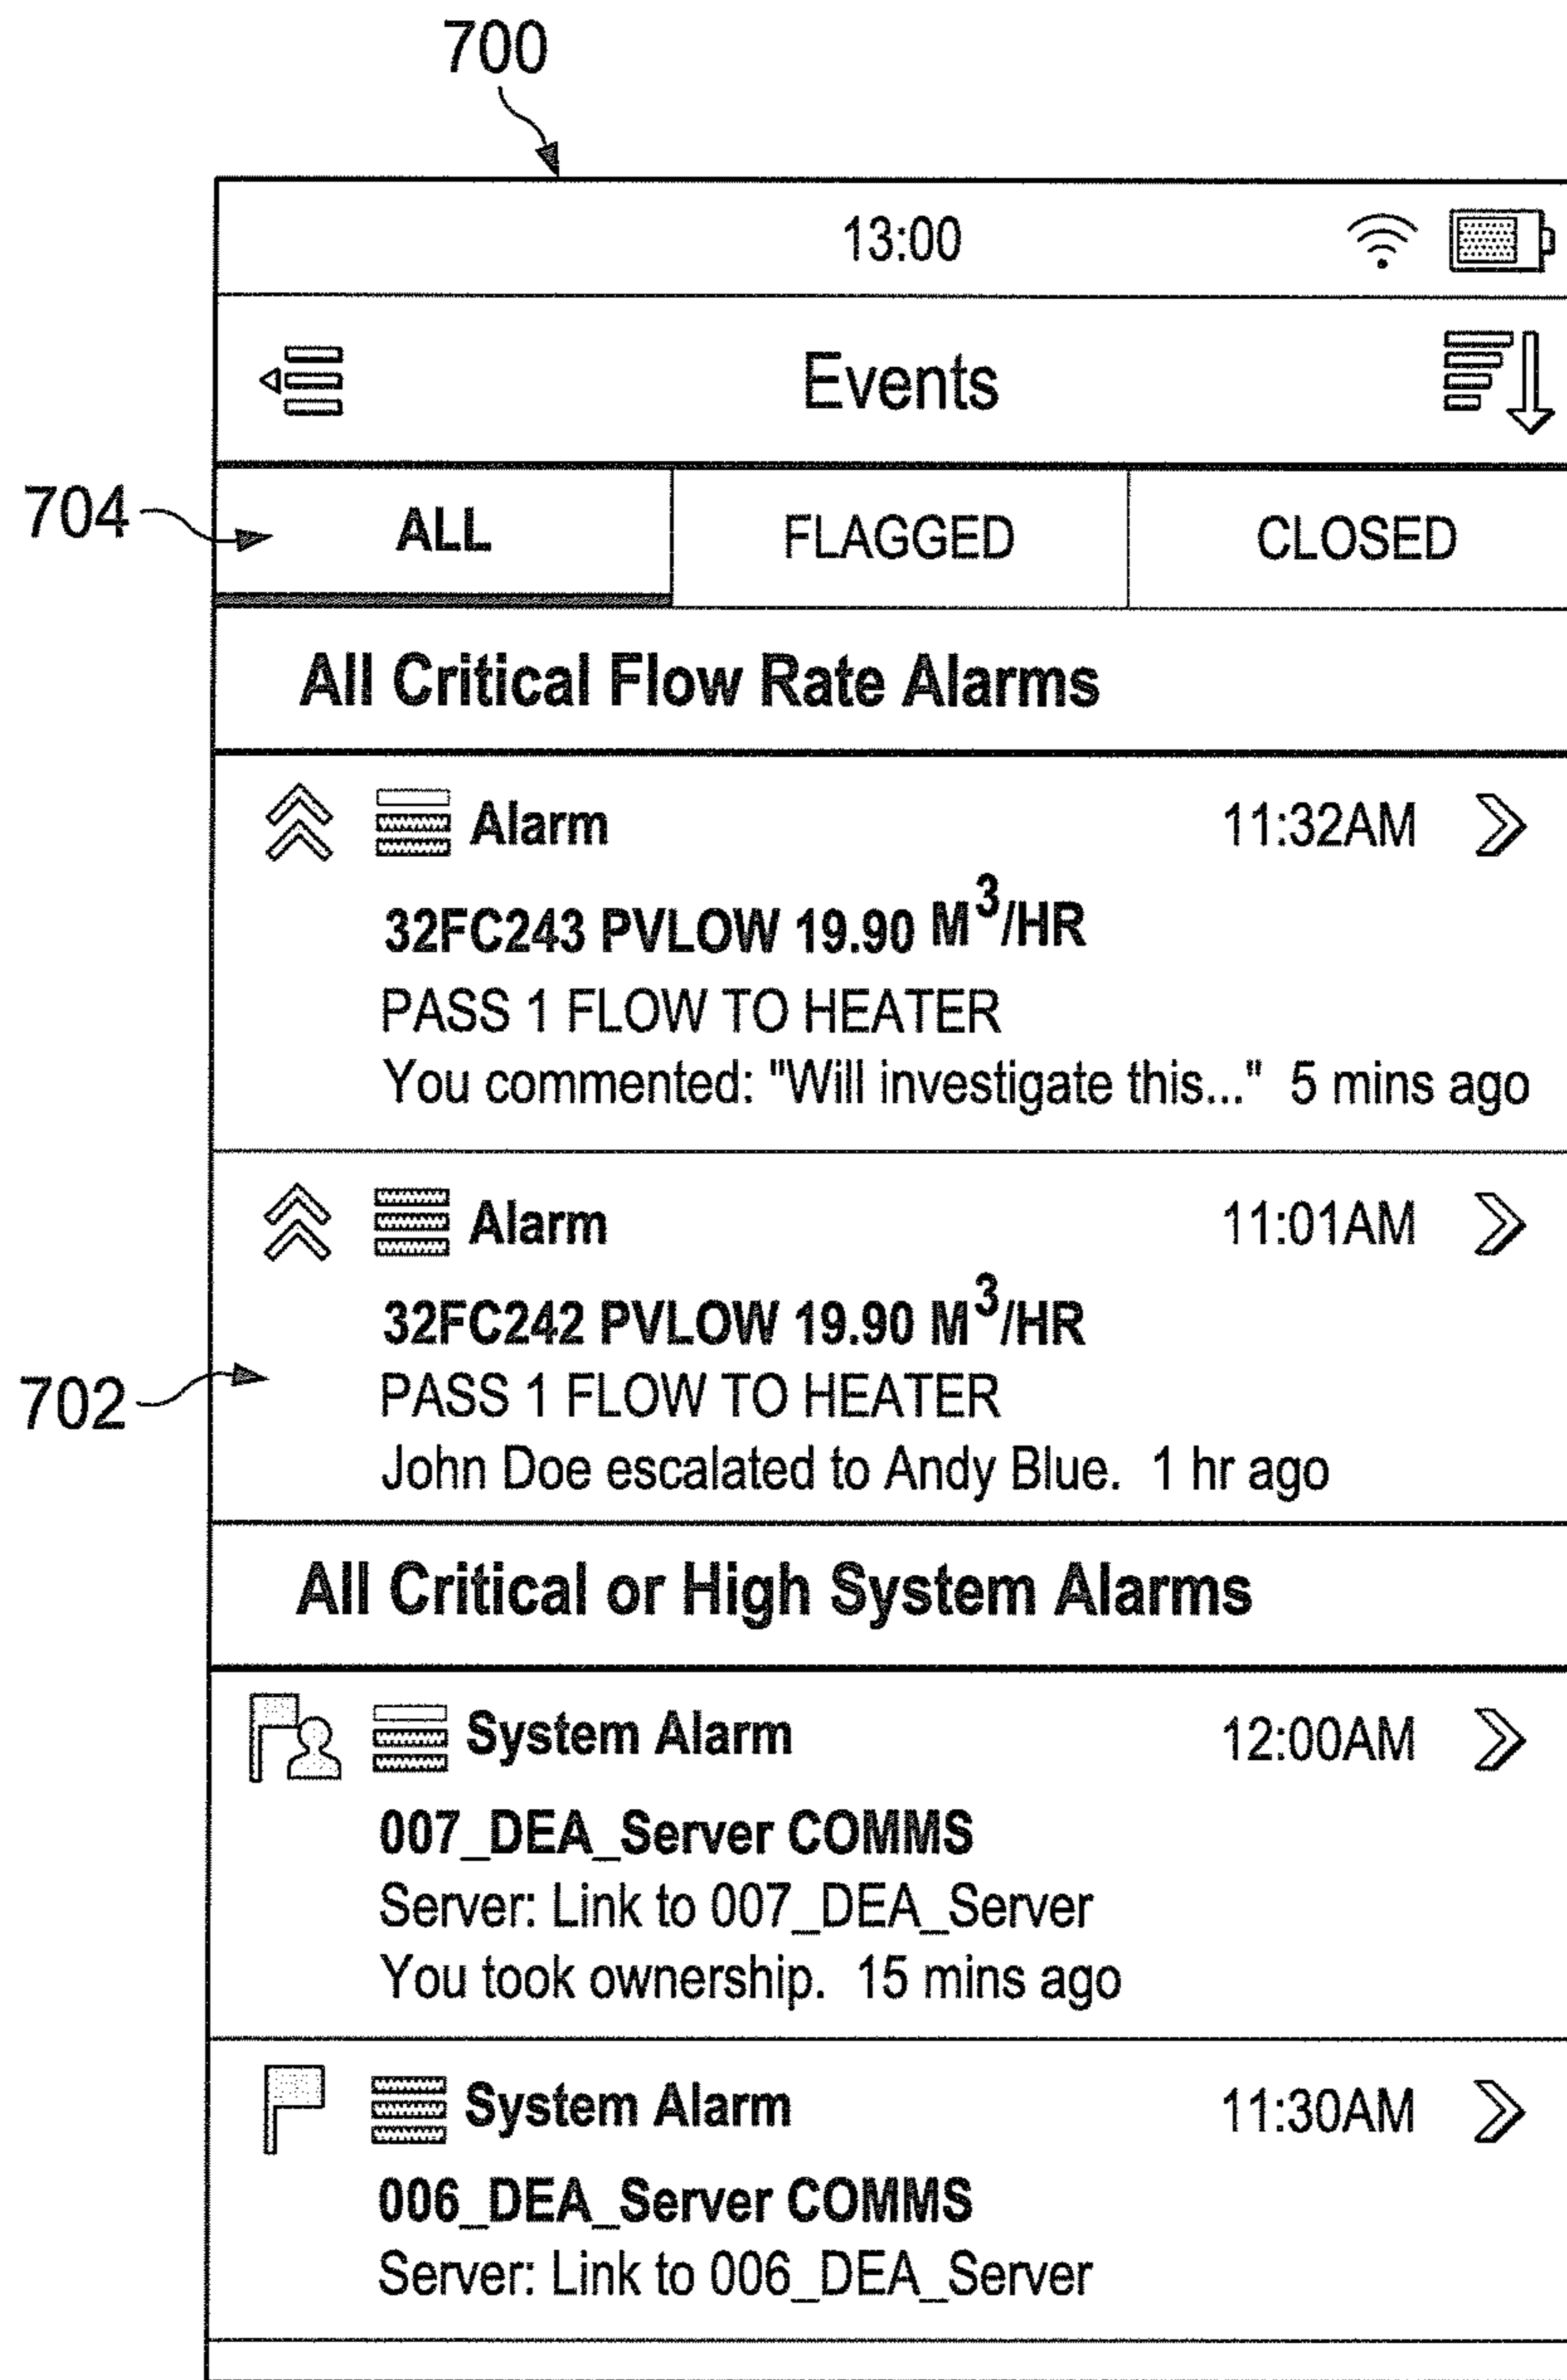 700
13:00
Events
704
ALL FLAGGED CLOSED
All Critical Flow Rate Alarms
Alarm 11:32AM
32FC243 PVLOW 19.90 M³/HR
PASS 1 FLOW TO HEATER
You commented: "Will investigate this..." 5 mins ago
Alarm 11:01AM
32FC242 PVLOW 19.90 M³/HR
702
PASS 1 FLOW TO HEATER
John Doe escalated to Andy Blue. 1 hr ago
All Critical or High System Alarms
System Alarm 12:00AM
007_DEA_Server COMMS
Server: Link to 007_DEA_Server
You took ownership. 15 mins ago
System Alarm 11:30AM
006_DEA_Server COMMS
Server: Link to 006_DEA_Server